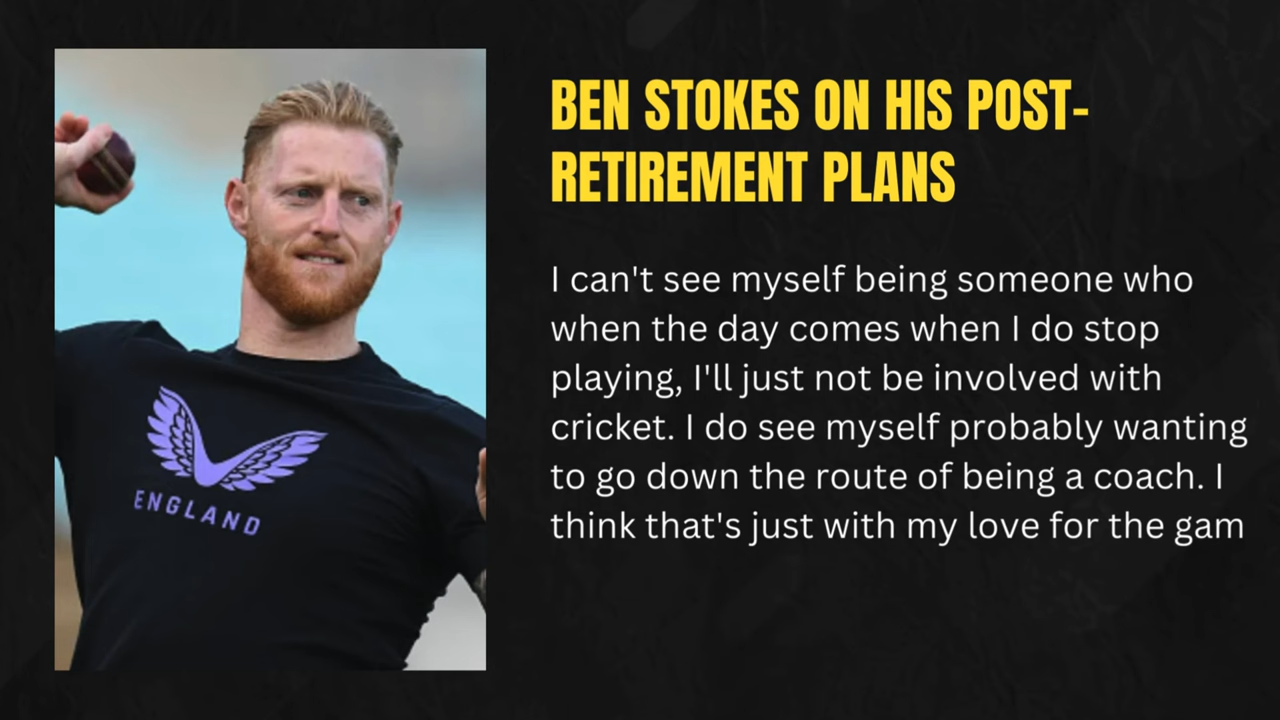 BEN STOKES ON HIS POST-
RETIREMENT PLANS
I can't see myself being someone who
when the day comes when I do stop
playing, I'll just not be involved with
cricket. I do see myself probably wanting
to go down the route of being a coach. I
think that's just with my love for the gam
ENGLAND